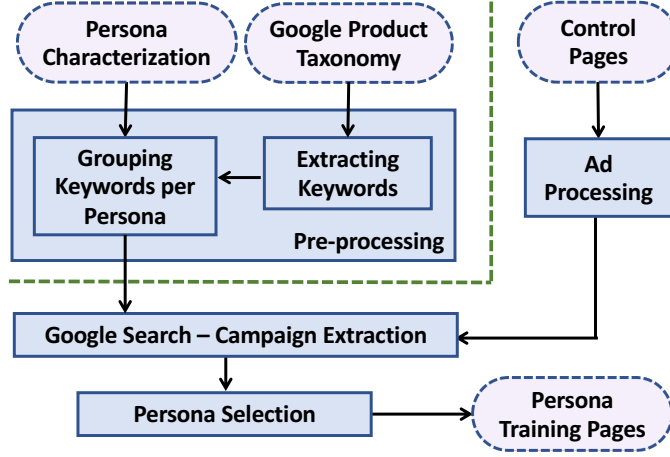 Persona
Characterization
Google Product
Taxonomy
Control
Pages
Grouping
Keywords per
Persona
Extracting
Keywords
Pre-processing
Ad
Processing
Google Search – Campaign Extraction
Persona Selection
Persona
Training Pages